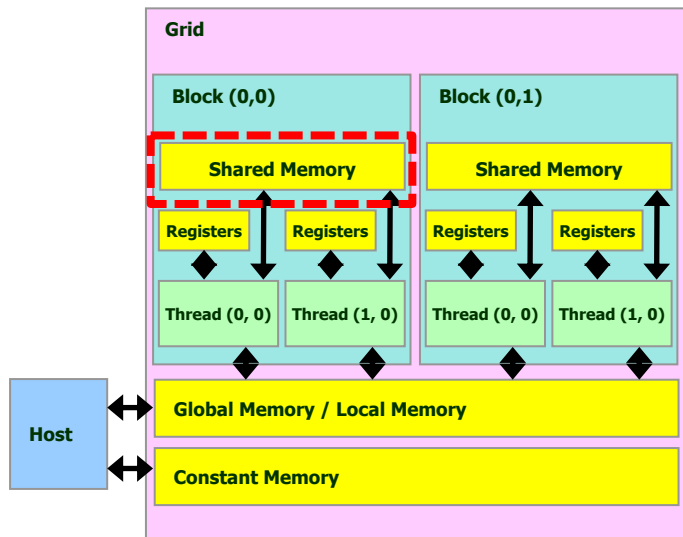 Grid
Block (0,0)
Block (0,1)
Shared Memory
Shared Memory
Registers
Registers
Registers
Registers
Thread (0, 0)
Thread (1, 0)
Thread (0, 0)
Thread (1, 0)
Host
Global Memory / Local Memory
Constant Memory